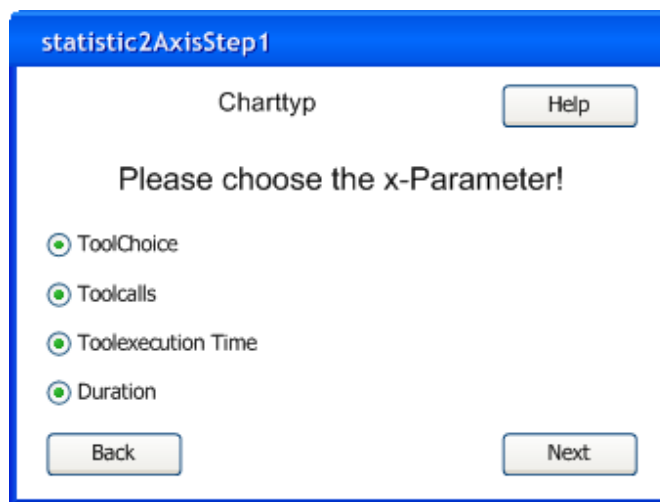 statistic2AxisStep1
Charttyp
Help
Please choose the x-Parameter!
ToolChoice
Toolcalls
Toolexecution Time
Duration
Back
Next